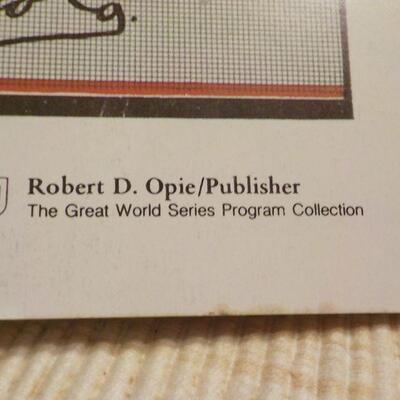 Robert D. Opie/Publisher
The Great World Series Program Collection